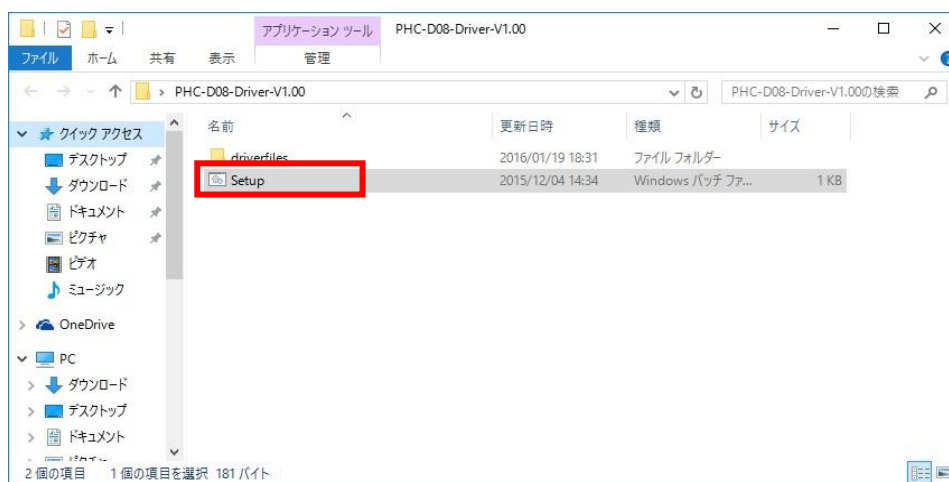 アプリケーション ツール PHC-D08-Driver-V1.00
ファイル ホーム 共有 表示 管理
PHC-D08-Driver-V1.00 PHC-D08-Driver-V1.00の検索
名前 更新日時 種類 サイズ
クイック アクセス
driverfiles 2016/01/19 18:31 ファイル フォルダー
デスクトップ
Setup 2015/12/04 14:34 Windows バッチ ファ... 1 KB
ダウンロード
ドキュメント
ピクチャ
ビデオ
ミュージック
OneDrive
PC
ダウンロード
デスクトップ
ドキュメント
2 個の項目 1 個の項目を選択 181 バイト